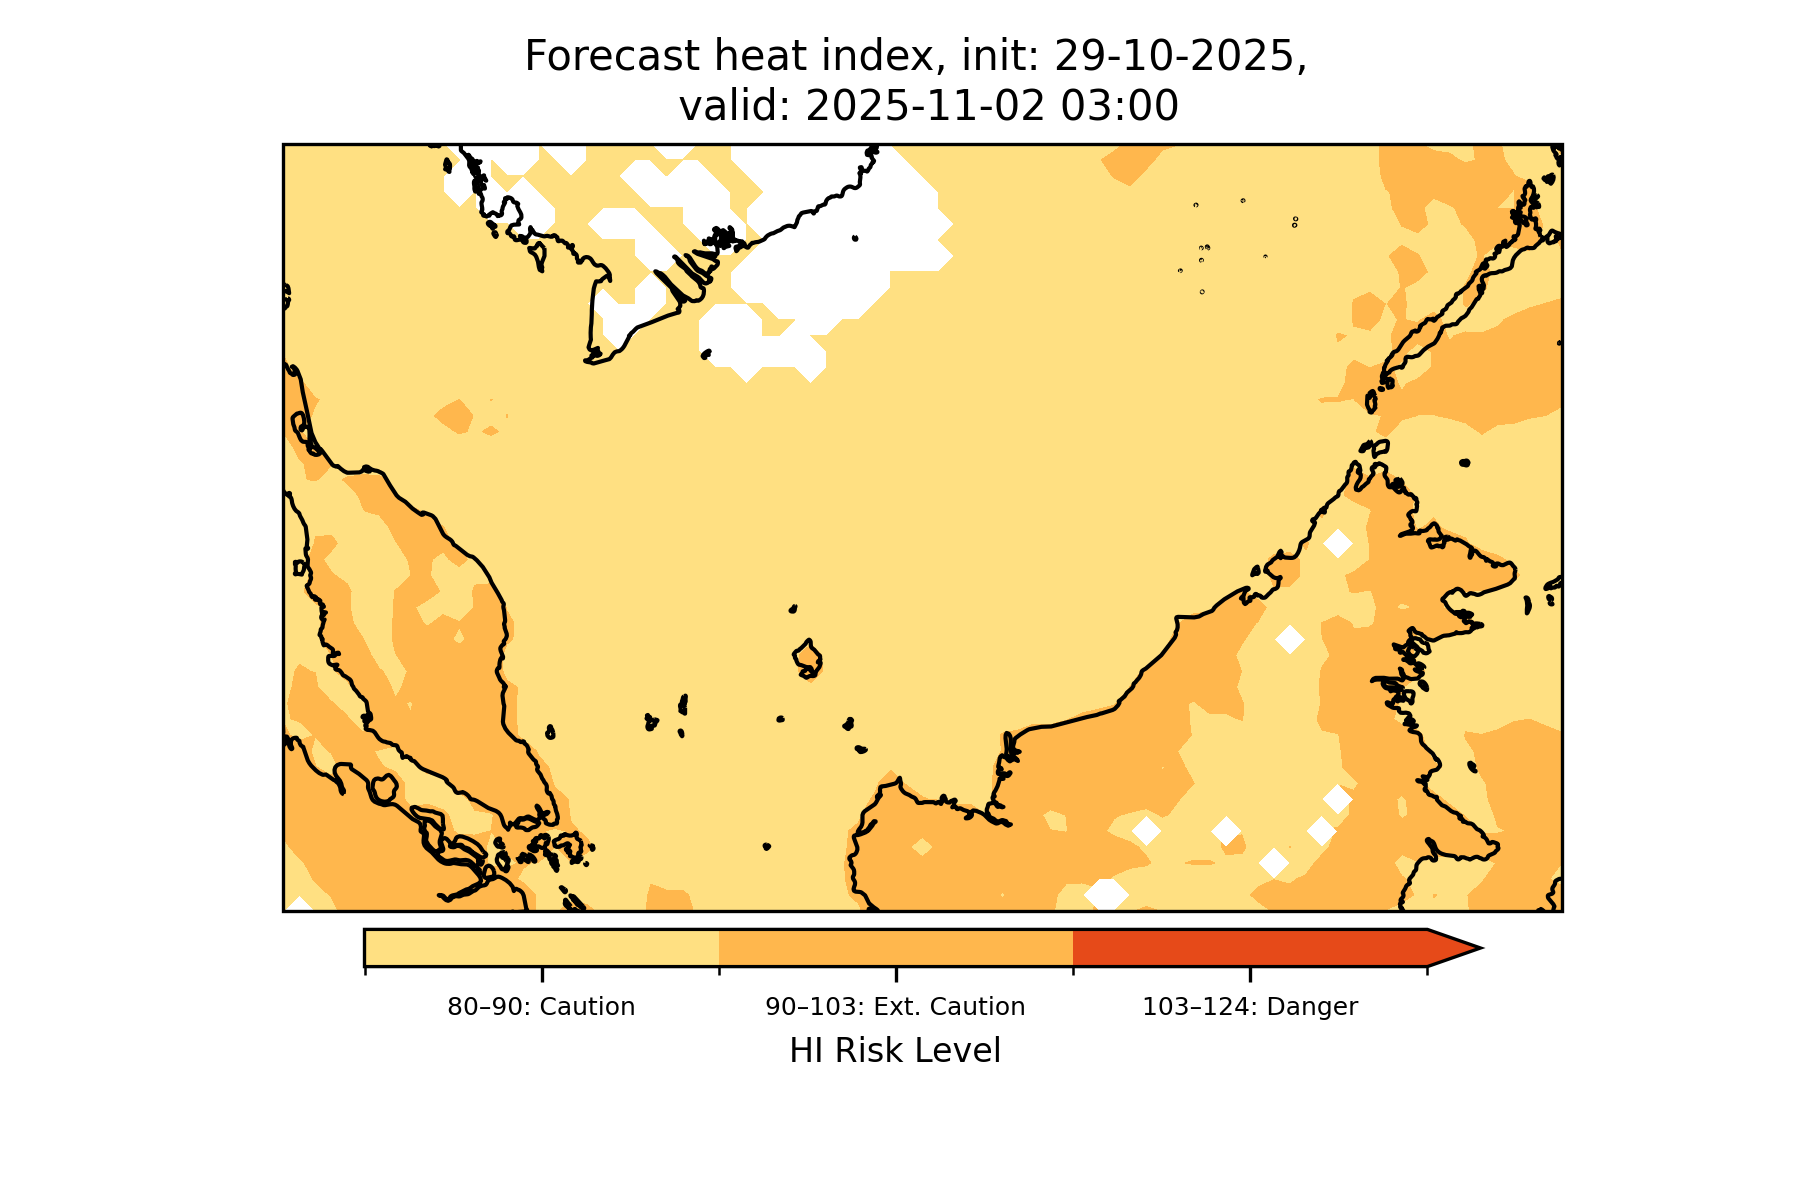 Forecast heat index, init: 29-10-2025,
valid: 2025-11-02 03:00
80–90: Caution
90–103: Ext. Caution
103–124: Danger
HI Risk Level